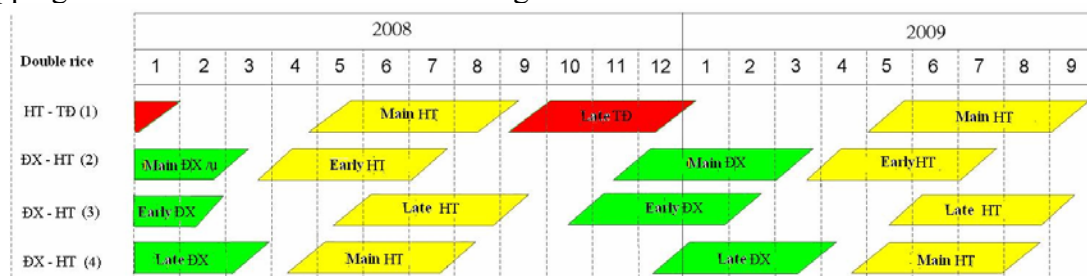 2008 2009
Double rice 1 2 3 4 5 6 7 8 9 10 11 12 1 2 3 4 5 6 7 8 9
HT - TĐ (1) Main HT Late TĐ Main HT
ĐX - HT (2) Main ĐX Early HT Main ĐX Early HT
ĐX - HT (3) Early ĐX Late HT Early ĐX Late HT
ĐX - HT (4) Late ĐX Main HT Late ĐX Main HT